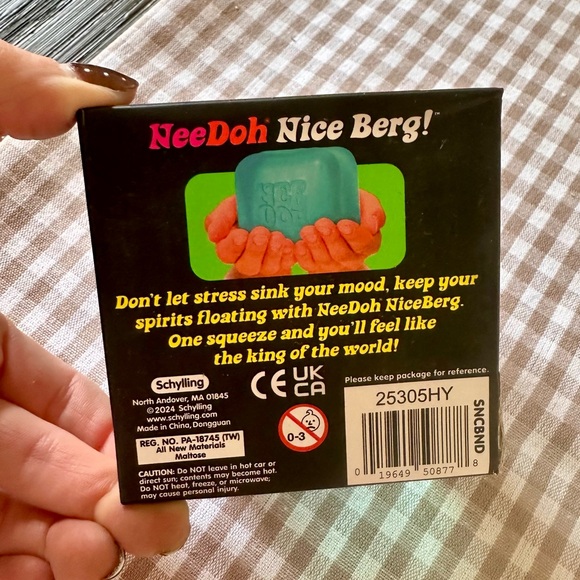 NeeDoh® Nice Berg!™
NEE
DOH
Don't let stress sink your mood, keep your
spirits floating with NeeDoh® NiceBerg.
One squeeze and you'll feel like
the king of the world!
Schylling
North Andover, MA 01845
©2024 Schylling
www.schylling.com
Made in China, Dongguan
REG. NO. PA-18745 (TW)
All New Materials
Maltose
CAUTION: Do NOT leave in hot car or
direct sun; contents may become hot.
Do NOT heat, freeze, or microwave;
may cause personal injury.
CE UK
CA
0-3
Please keep package for reference.
25305HY
0 19649 50877 8
SNCBND